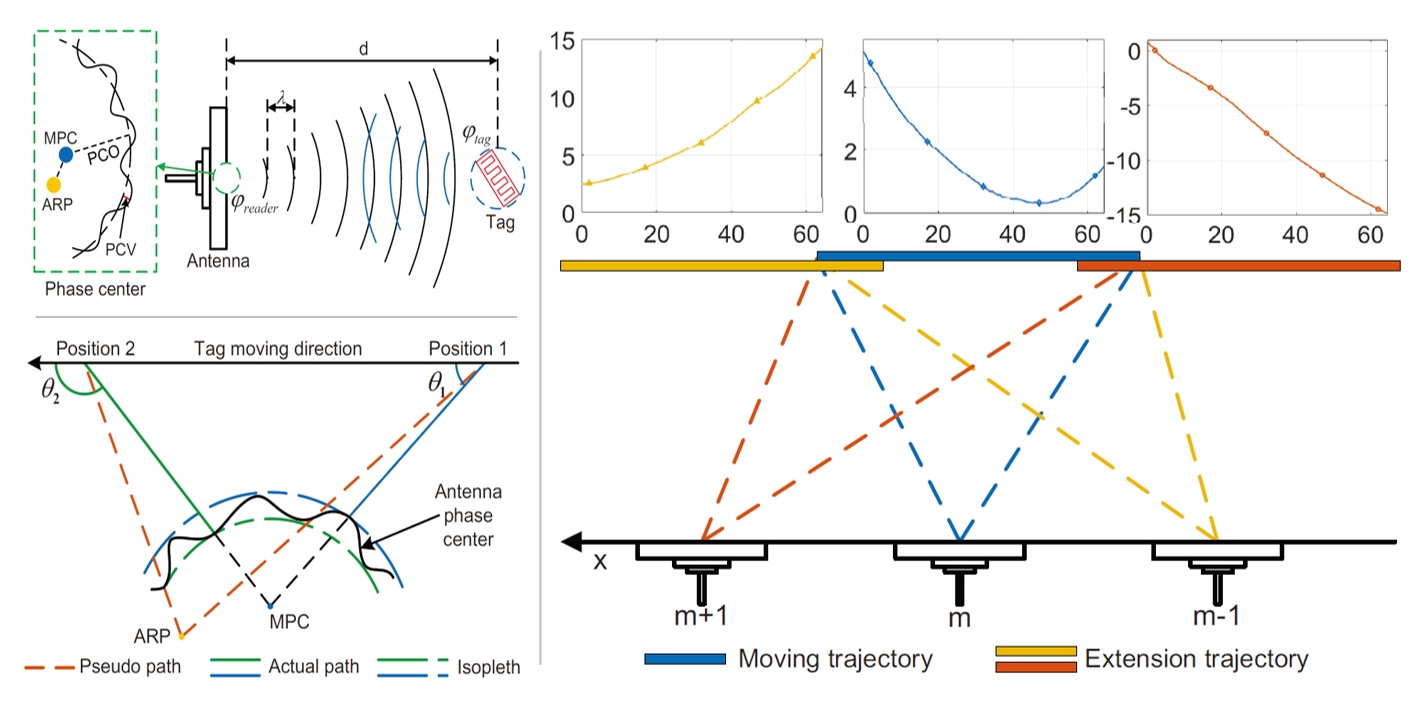 d
λ
MPC
PCO
ARP
PCV
Phase center
φreader
Antenna
φtag
Tag
Position 2
Tag moving direction
Position 1
θ2
θ1
Antenna
phase
center
MPC
ARP
Pseudo path
Actual path
Isopleth
15
10
5
0
0 20 40 60
4
2
0
0 20 40 60
0
-5
-10
-15
0 20 40 60
x
m+1
m
m-1
Moving trajectory
Extension trajectory